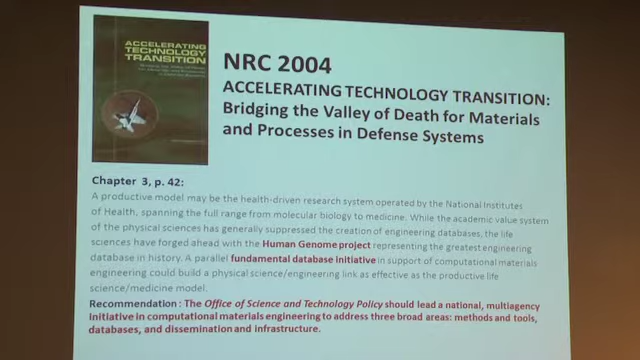 ACCELERATING
TECHNOLOGY
TRANSITION
NRC 2004
ACCELERATING TECHNOLOGY TRANSITION:
Bridging the Valley of Death for Materials
and Processes in Defense Systems
Chapter 3, p. 42:
A productive model may be the health-driven research system operated by the National Institutes
of Health, spanning the full range from molecular biology to medicine. While the academic value system
of the physical sciences has generally suppressed the creation of engineering databases, the life
sciences have forged ahead with the Human Genome project representing the greatest engineering
database in history. A parallel fundamental database initiative in support of computational materials
engineering could build a physical science/engineering link as effective as the productive life
science/medicine model.
Recommendation : The Office of Science and Technology Policy should lead a national, multiagency
initiative in computational materials engineering to address three broad areas: methods and tools,
databases, and dissemination and infrastructure.